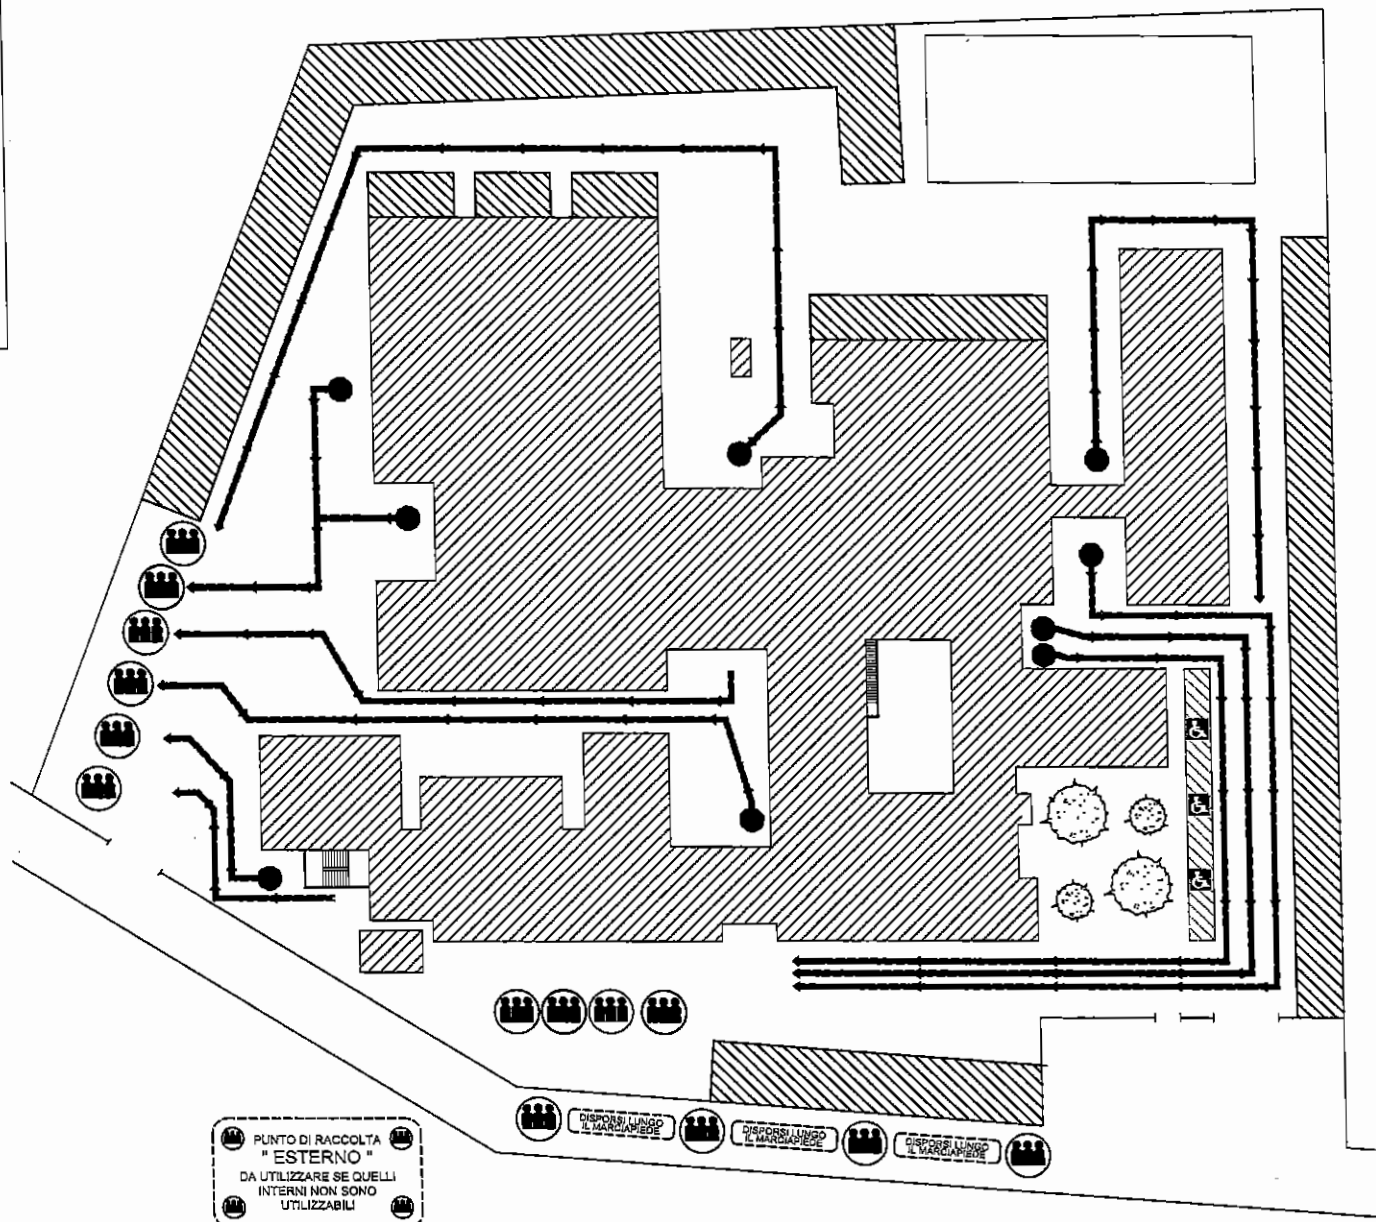 DISPORSI LUNGO
IL MARCIAPIEDE
DISPORSI LUNGO
IL MARCIAPIEDE
DISPORSI LUNGO
IL MARCIAPIEDE
PUNTO DI RACCOLTA
" ESTERNO "
DA UTILIZZARE SE QUELLI
INTERNI NON SONO
UTILIZZABILI